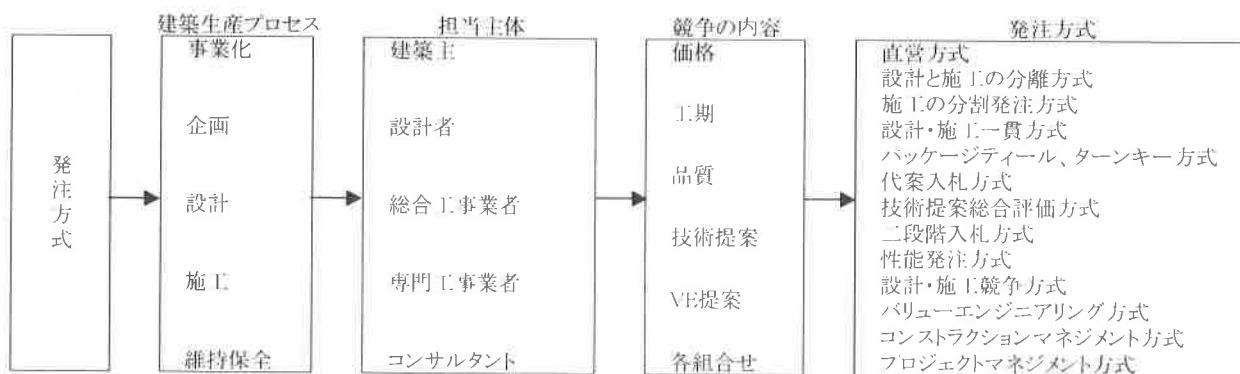 建築生産プロセス
担当主体
競争の内容
発注方式
発注方式
事業化
企画
設計
施工
維持保全
建築主
設計者
総合工事業者
専門工事業者
コンサルタント
価格
工期
品質
技術提案
VE提案
各組合せ
直営方式
設計と施工の分離方式
施工の分割発注方式
設計・施工一貫方式
パッケージディール、ターンキー方式
代案入札方式
技術提案総合評価方式
二段階入札方式
性能発注方式
設計・施工競争方式
バリューエンジニアリング方式
コンストラクションマネジメント方式
プロジェクトマネジメント方式